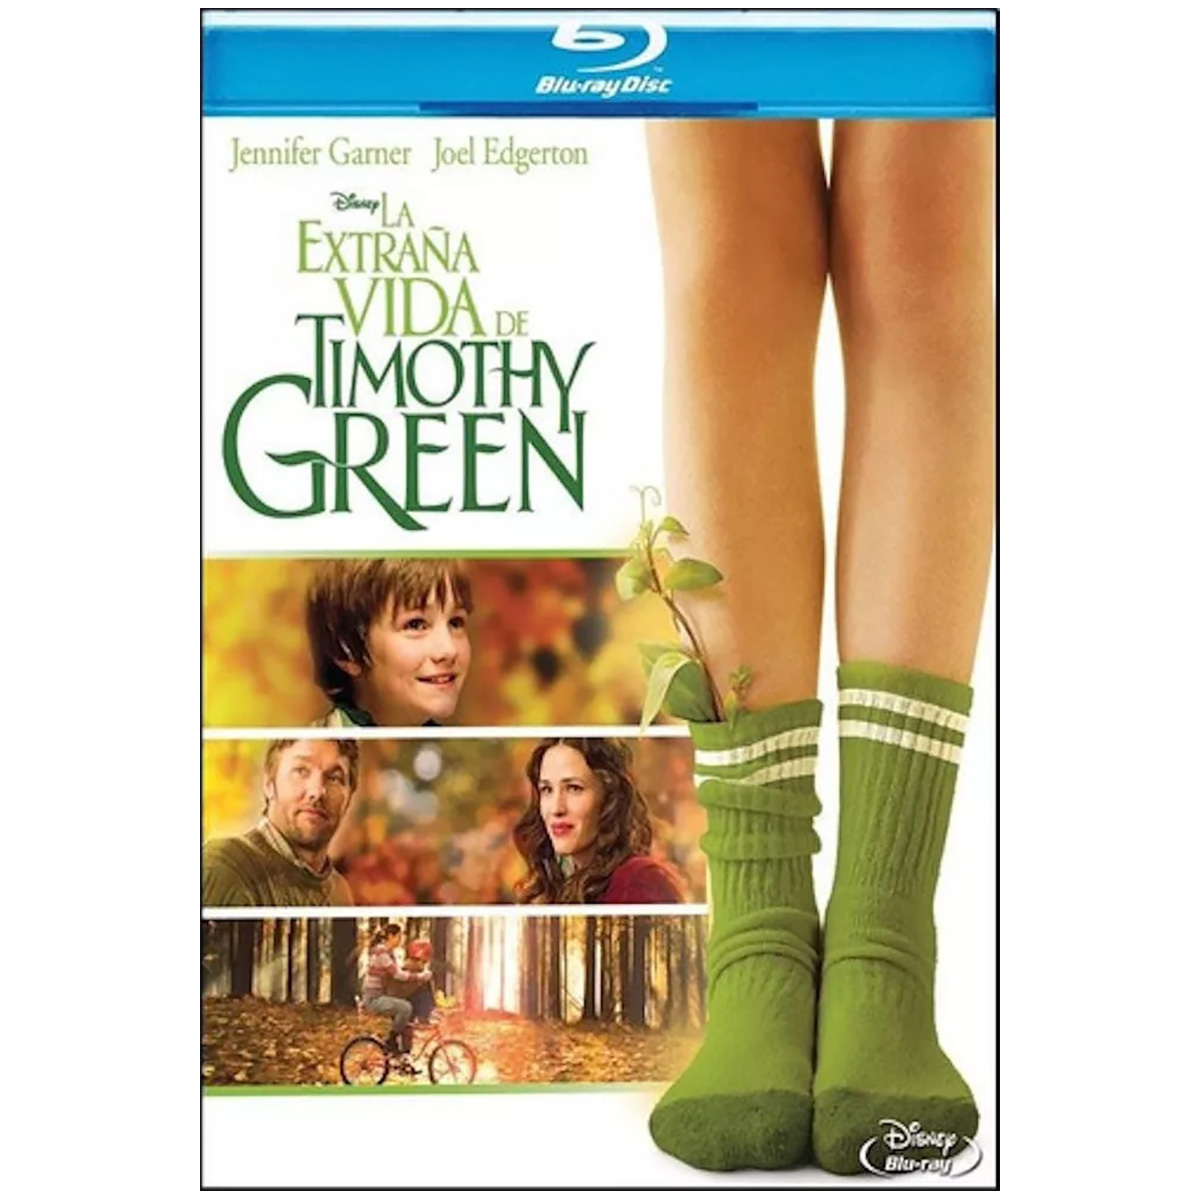 Blu-ray Disc
Jennifer Garner Joel Edgerton
Disney LA
EXTRAÑA
VIDA DE
TIMOTHY
GREEN
Disney
Blu-ray